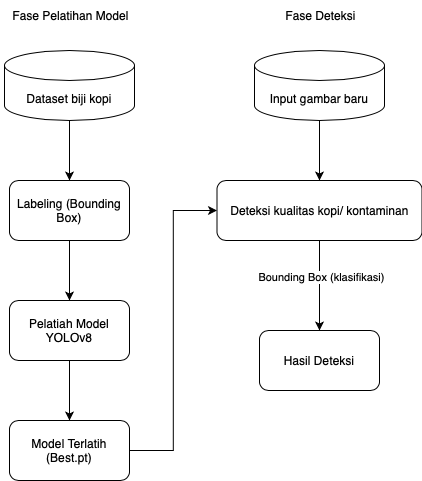 Fase Pelatihan Model
Dataset biji kopi
Labeling (Bounding
Box)
Pelatiah Model
YOLOv8
Model Terlatih
(Best.pt)
Fase Deteksi
Input gambar baru
Deteksi kualitas kopi/ kontaminan
Bounding Box (klasifikasi)
Hasil Deteksi